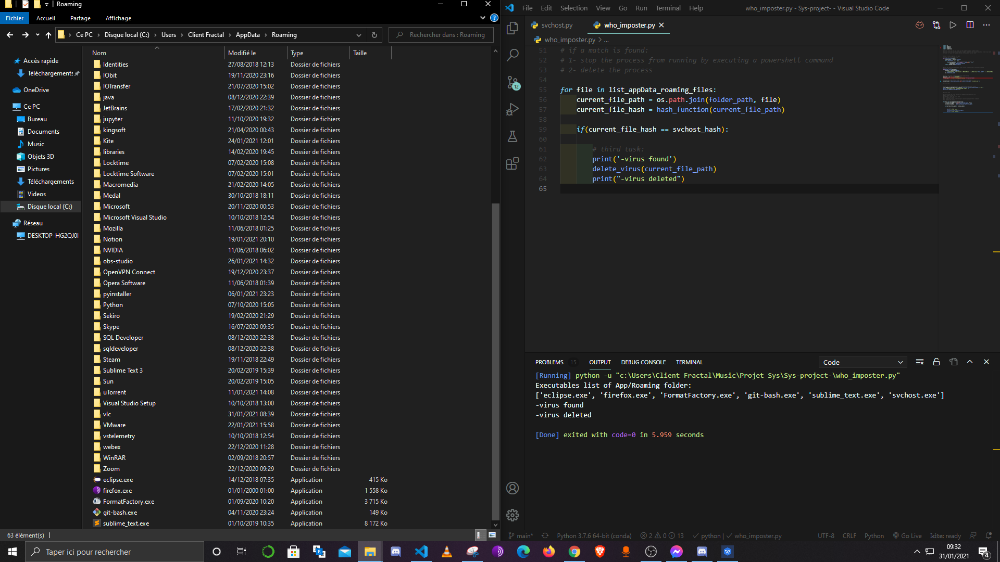 Roaming
Fichier Accueil Partage Affichage
Ce PC > Disque local (C:) > Users > Client Fractal > AppData > Roaming
Rechercher dans : Roaming
Accès rapide
Téléchargements
OneDrive
Ce PC
Bureau
Documents
Music
Objets 3D
Pictures
Téléchargements
Videos
Disque local (C:)
Réseau
DESKTOP-HG2QJ0I
Nom Modifié le Type Taille
Identities 27/08/2018 12:13 Dossier de fichiers
IObit 19/11/2020 23:16 Dossier de fichiers
IOTransfer 21/07/2020 15:02 Dossier de fichiers
java 08/12/2020 22:39 Dossier de fichiers
JetBrains 17/02/2020 21:32 Dossier de fichiers
jupyter 11/10/2020 19:32 Dossier de fichiers
kingsoft 21/04/2020 00:43 Dossier de fichiers
Kite 24/01/2021 12:01 Dossier de fichiers
libraries 14/02/2020 19:45 Dossier de fichiers
Locktime 07/02/2020 15:08 Dossier de fichiers
Locktime Software 07/02/2020 15:01 Dossier de fichiers
Macromedia 21/02/2020 14:05 Dossier de fichiers
Medal 30/10/2018 18:11 Dossier de fichiers
Microsoft 20/11/2020 00:53 Dossier de fichiers
Microsoft Visual Studio 10/10/2018 12:54 Dossier de fichiers
Mozilla 11/06/2018 01:25 Dossier de fichiers
Notion 19/01/2021 20:10 Dossier de fichiers
NVIDIA 11/06/2018 06:02 Dossier de fichiers
obs-studio 26/01/2021 14:32 Dossier de fichiers
OpenVPN Connect 19/12/2020 23:37 Dossier de fichiers
Opera Software 11/06/2018 01:39 Dossier de fichiers
pyinstaller 06/01/2021 23:23 Dossier de fichiers
Python 07/10/2020 15:05 Dossier de fichiers
Sekiro 19/02/2020 21:29 Dossier de fichiers
Skype 16/07/2020 09:35 Dossier de fichiers
SQL Developer 08/12/2020 22:38 Dossier de fichiers
sqldeveloper 08/12/2020 22:38 Dossier de fichiers
Steam 19/11/2018 22:49 Dossier de fichiers
Sublime Text 3 20/02/2019 15:39 Dossier de fichiers
Sun 20/02/2019 15:05 Dossier de fichiers
uTorrent 11/01/2021 14:08 Dossier de fichiers
Visual Studio Setup 10/10/2018 13:00 Dossier de fichiers
vlc 31/01/2021 08:39 Dossier de fichiers
VMware 22/01/2021 15:58 Dossier de fichiers
vstelemetry 10/10/2018 12:54 Dossier de fichiers
webex 22/12/2020 11:28 Dossier de fichiers
WinRAR 02/09/2018 20:57 Dossier de fichiers
Zoom 22/12/2020 09:29 Dossier de fichiers
eclipse.exe 14/12/2018 07:35 Application 415 Ko
firefox.exe 01/01/2000 01:00 Application 1 558 Ko
FormatFactory.exe 01/09/2020 10:20 Application 3 715 Ko
git-bash.exe 04/11/2020 23:24 Application 149 Ko
sublime_text.exe 01/10/2019 10:35 Application 8 172 Ko
63 élément(s)
File Edit Selection View Go Run Terminal Help
who_imposter.py - Sys-project- - Visual Studio Code
svchost.py who_imposter.py
who_imposter.py > ...
12
51 # if a match is found:
52 # 1- stop the process from running by executing a powershell command
53 # 2- delete the process
54
55 for file in list_appData_roaming_files:
56 current_file_path = os.path.join(folder_path, file)
57 current_file_hash = hash_function(current_file_path)
58
59 if(current_file_hash == svchost_hash):
60
61 # third task:
62 print('-virus found')
63 delete_virus(current_file_path)
64 print("-virus deleted")
65
PROBLEMS 15 OUTPUT DEBUG CONSOLE TERMINAL Code
[Running] python -u "c:\Users\Client Fractal\Music\Projet Sys\Sys-project-\who_imposter.py"
Executables list of App/Roaming folder:
['eclipse.exe', 'firefox.exe', 'FormatFactory.exe', 'git-bash.exe', 'sublime_text.exe', 'svchost.exe']
-virus found
-virus deleted
[Done] exited with code=0 in 5.959 seconds
main* Python 3.7.6 64-bit (conda) 2 0 13 python | who_imposter.py UTF-8 CRLF Python Go Live kite: ready
Taper ici pour rechercher
09:32
31/01/2021
4